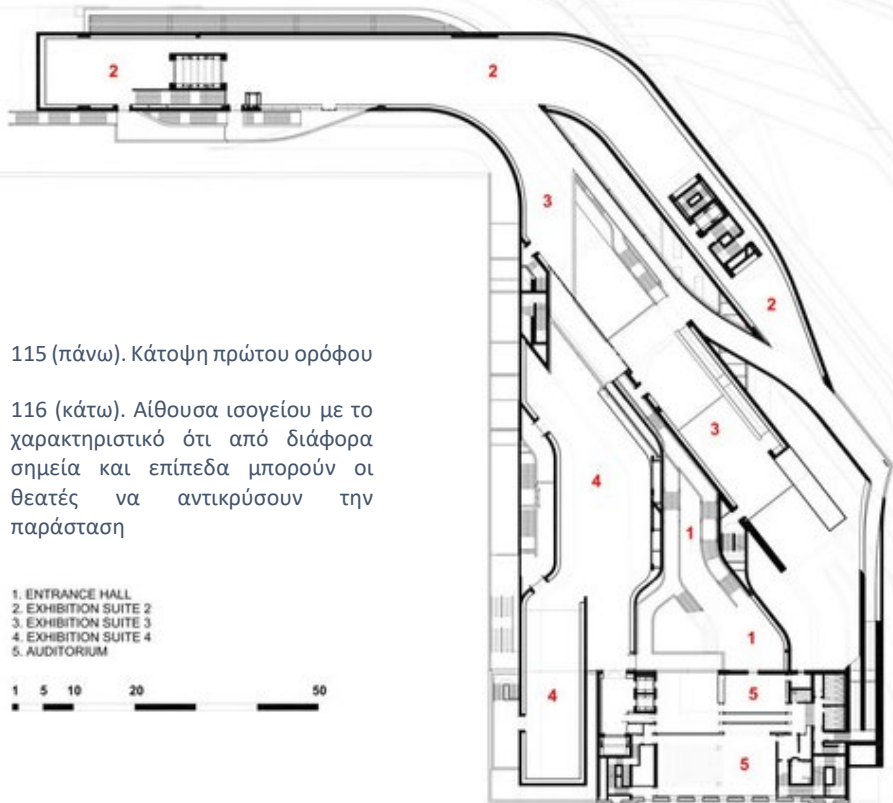 2
2
3
2
115 (πάνω). Κάτοψη πρώτου ορόφου
116 (κάτω). Αίθουσα ισογείου με το
χαρακτηριστικό ότι από διάφορα
σημεία και επίπεδα μπορούν οι
θεατές να αντικρύσουν την
παράσταση
3
4
1
1. ENTRANCE HALL
2. EXHIBITION SUITE 2
3. EXHIBITION SUITE 3
4. EXHIBITION SUITE 4
5. AUDITORIUM
1
1 5 10 20 50
4
5
5